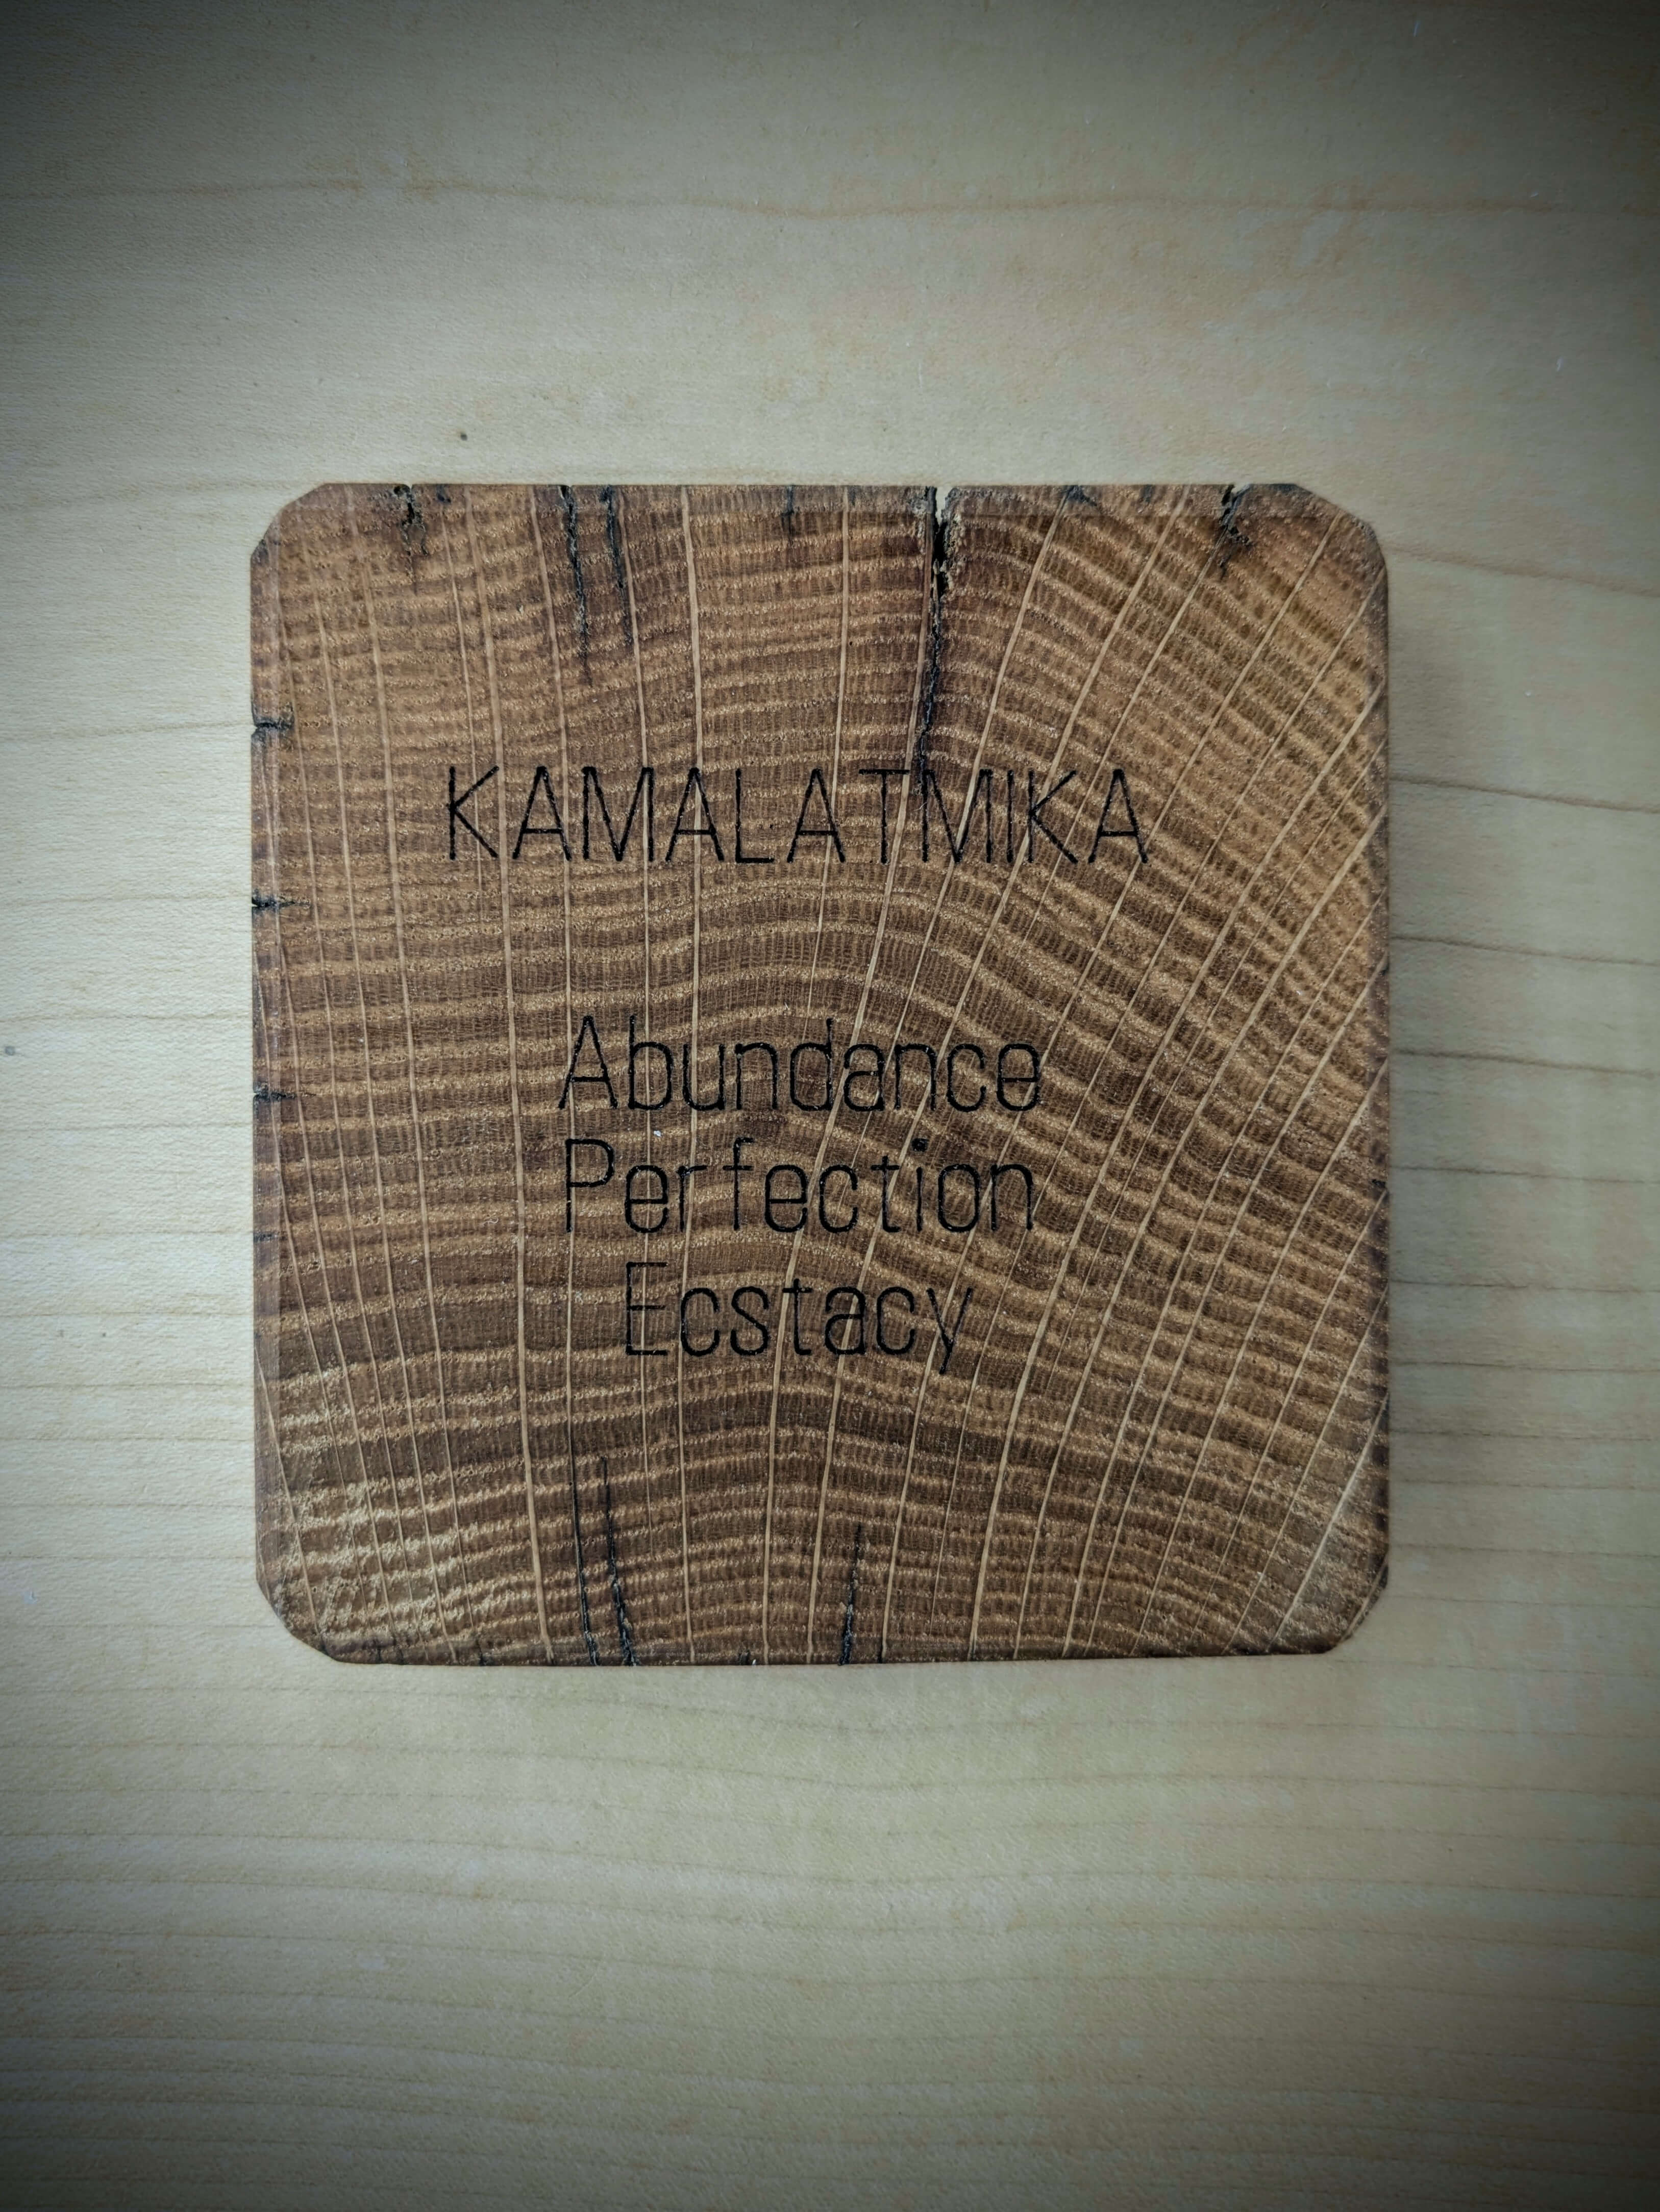 KAMALATMIKA
Abundance
Perfection
Ecstacy